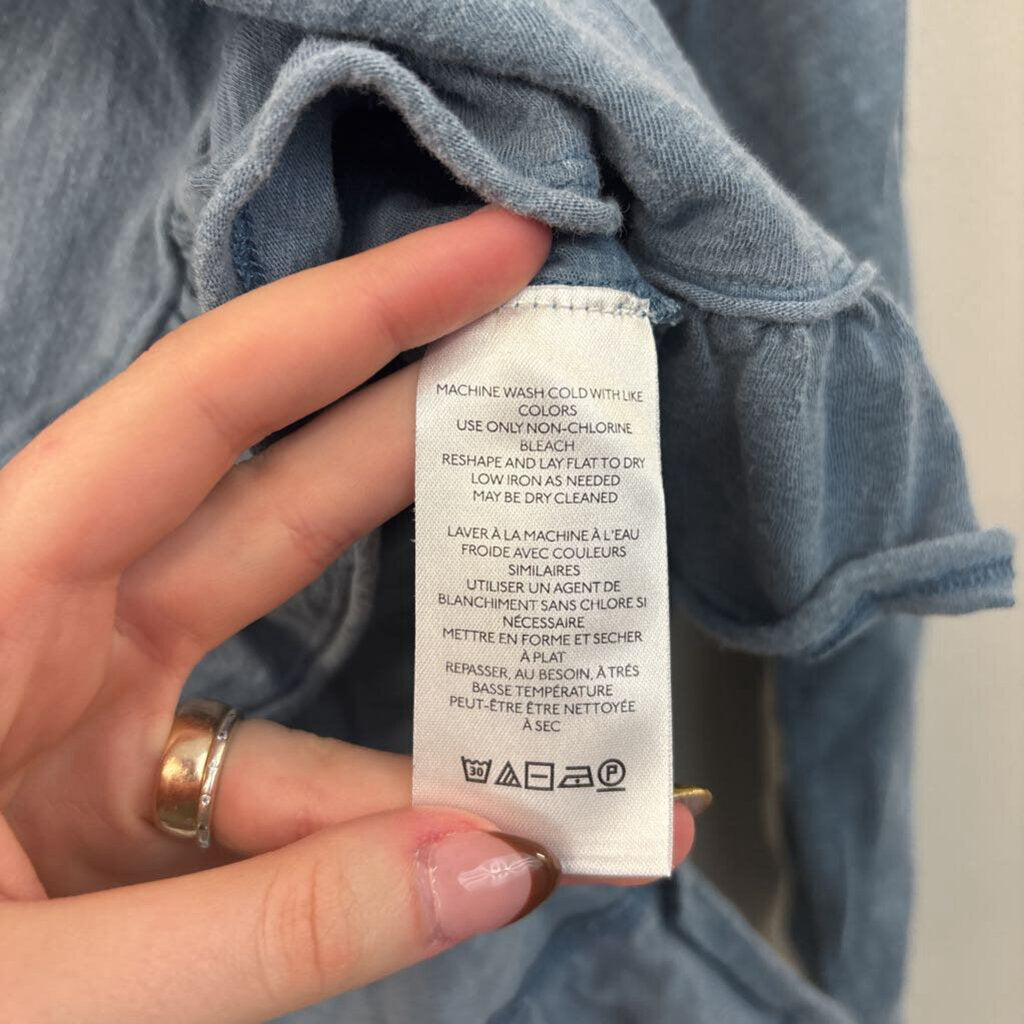 MACHINE WASH COLD WITH LIKE
COLORS
USE ONLY NON-CHLORINE
BLEACH
RESHAPE AND LAY FLAT TO DRY
LOW IRON AS NEEDED
MAY BE DRY CLEANED
LAVER À LA MACHINE À L'EAU
FROIDE AVEC COULEURS
SIMILAIRES
UTILISER UN AGENT DE
BLANCHIMENT SANS CHLORE SI
NÉCESSAIRE
METTRE EN FORME ET SECHER
À PLAT
REPASSER, AU BESOIN, À TRÉS
BASSE TEMPÉRATURE
PEUT-ÊTRE ÊTRE NETTOYÉE
À SEC
30 P